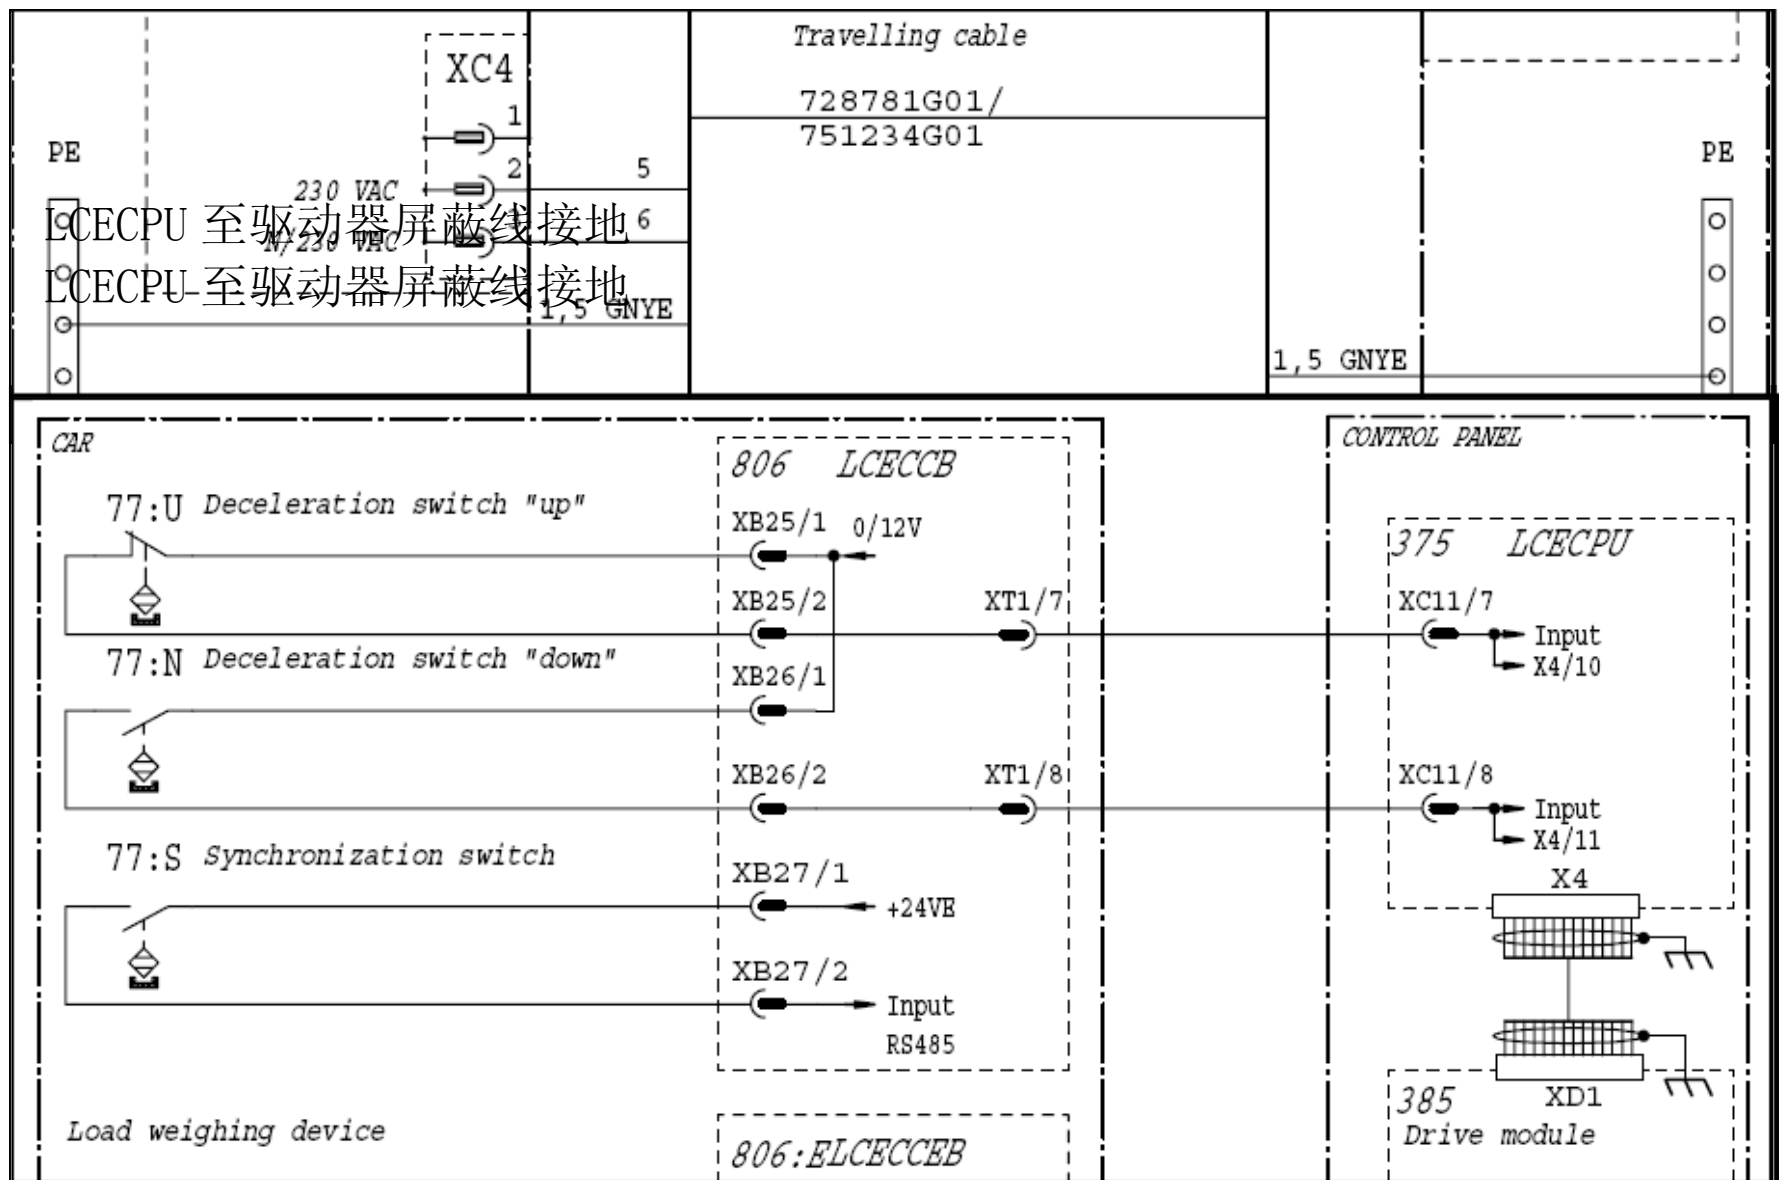 Travelling cable
XC4
728781G01/
1
751234G01
PE
PE
2
5
230 VAC
LCECPU 至驱动器屏蔽线接地
3
6
N/230 VAC
LCECPU 至驱动器屏蔽线接地
1,5 GNYE
1,5 GNYE
CAR
CONTROL PANEL
806 LCECCB
77:U Deceleration switch "up"
XB25/1 0/12V
375 LCECPU
XB25/2
XT1/7
XC11/7
Input
77:N Deceleration switch "down"
X4/10
XB26/1
XB26/2
XT1/8
XC11/8
Input
X4/11
77:S Synchronization switch
XB27/1
X4
+24VE
XB27/2
Input
RS485
385
XD1
Load weighing device
Drive module
806:ELCECCEB